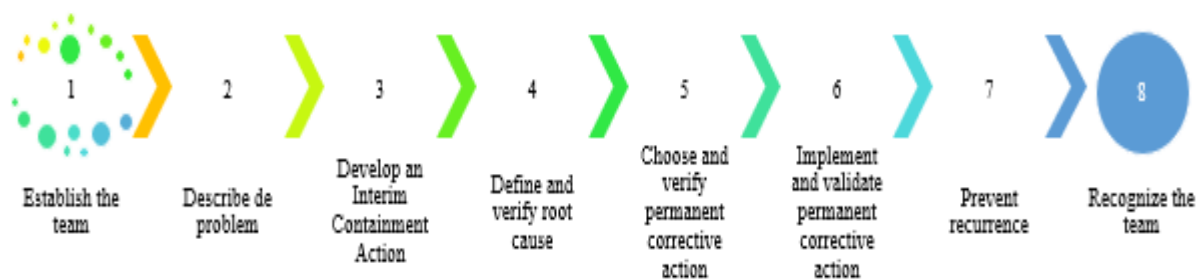 1
2
3
4
5
6
7
8
Establish the
team
Describe de
problem
Develop an
Interim
Containment
Action
Define and
verify root
cause
Choose and
verify
permanent
corrective
action
Implement
and validate
permanent
corrective
action
Prevent
recurrence
Recognize the
team